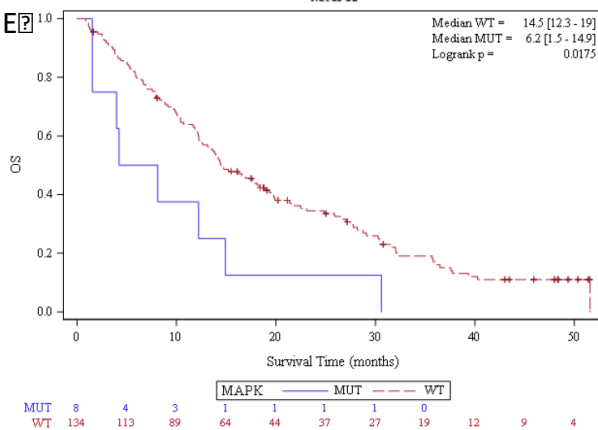 E
Median WT = 14.5 [12.3 - 19]
Median MUT = 6.2 [1.5 - 14.9]
Logrank p = 0.0175
1.0
0.8
0.6
0.4
0.2
0.0
OS
0 10 20 30 40 50
Survival Time (months)
MAPK MUT WT
MUT 8 4 3 1 1 1 1 0
WT 134 113 89 64 44 37 27 19 12 9 4